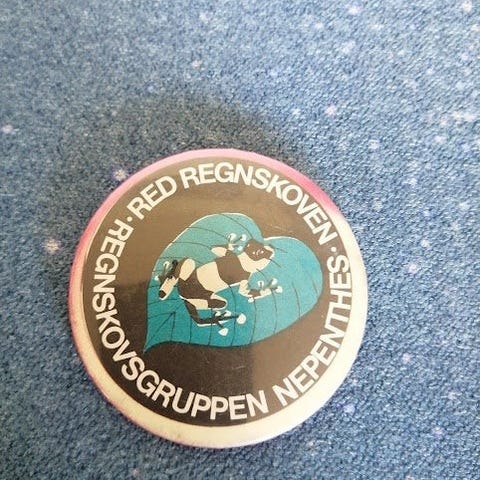 · RED REGNSKOVEN ·
REGNSKOVSGRUPPEN NEPENTHES